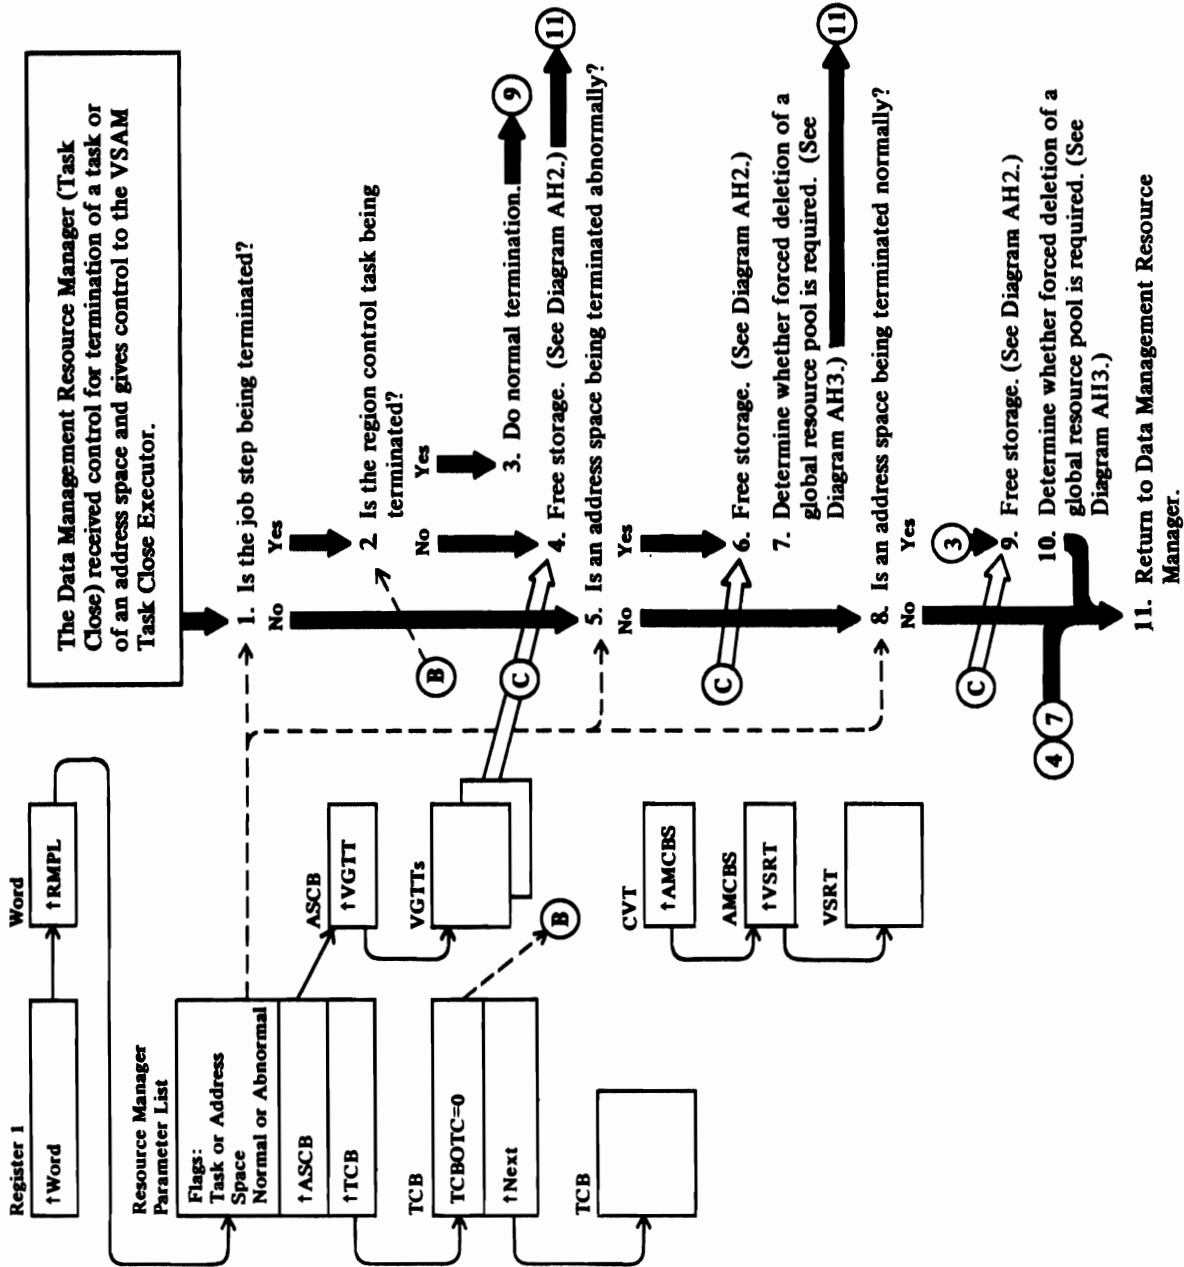 Register 1
↑Word
Word
↑RMPL
Resource Manager
Parameter List
Flags:
Task or Address
Space
Normal or Abnormal
↑ASCB
↑TCB
ASCB
↑VGTT
VGTTs
TCB
TCBOTC=0
↑Next
B
TCB
CVT
↑AMCBS
AMCBS
↑VSRT
VSRT
The Data Management Resource Manager (Task
Close) received control for termination of a task or
of an address space and gives control to the VSAM
Task Close Executor.
1. Is the job step being terminated?
No
Yes
2. Is the region control task being
terminated?
B
No
Yes
3. Do normal termination.
9
C
4. Free storage. (See Diagram AH2.)
11
5. Is an address space being terminated abnormally?
No
Yes
C
6. Free storage. (See Diagram AH2.)
7. Determine whether forced deletion of a
global resource pool is required. (See
Diagram AH3.)
11
8. Is an address space being terminated normally?
No
Yes
3
C
9. Free storage. (See Diagram AH2.)
10. Determine whether forced deletion of a
global resource pool is required. (See
Diagram AH3.)
4
7
11. Return to Data Management Resource
Manager.